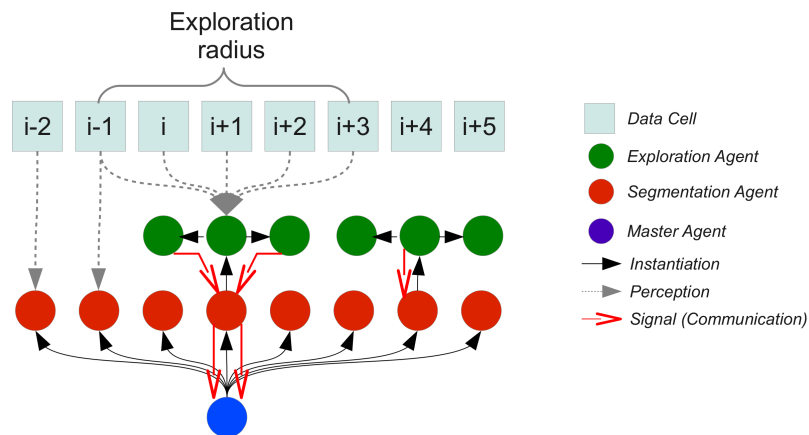 Exploration
radius
i-2 i-1 i i+1 i+2 i+3 i+4 i+5
Data Cell
Exploration Agent
Segmentation Agent
Master Agent
Instantiation
Perception
Signal (Communication)